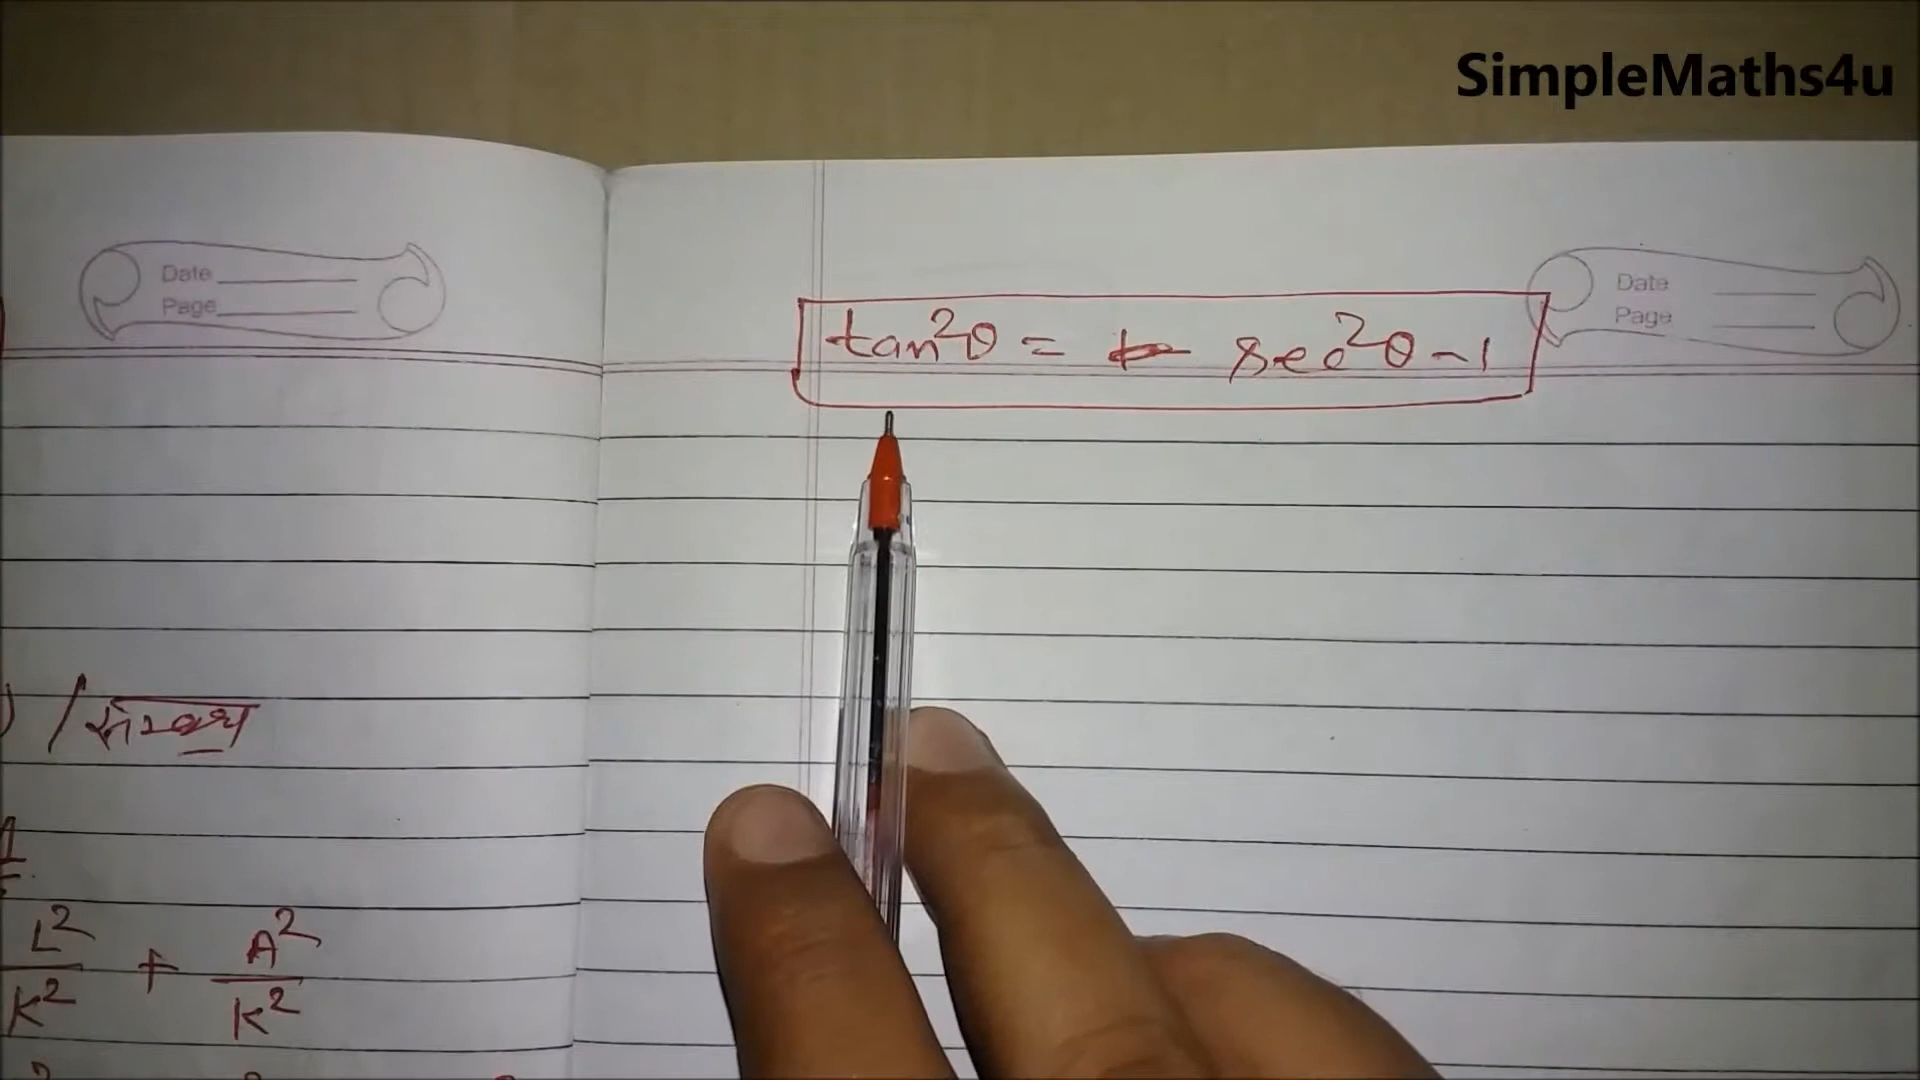 SimpleMaths4u
Date
Page
) /
L² / K² + A² / K²
Date
Page
tan²θ = sec²θ - 1